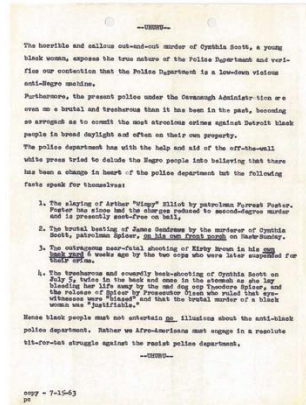 --UHURU--
The horrible and callous out-and-out murder of Cynthia Scott, a young
black woman, exposes the true nature of the Police Department and veri-
fies our contention that the Police Department is a low-down vicious
anti-Negro machine.
Furthermore, the present police under the Cavanaugh Administration are
even more brutal and trecherous than it has been in the past, becoming
so arrogant as to commit the most atrocious crimes against Detroit black
people in broad daylight and often on their own property.
The police department has with the help and aid of the off-the-wall
white press tried to delude the Negro people into believing that there
has been a change in heart of the police department but the following
facts speak for themselves:
1. The slaying of Arther "Wimpy" Elliot by patrolman Forrest Foster.
Foster has since had the charges reduced to second-degree murder
and is presently scot-free on bail,
2. The brutal beating of James Cendrawa by the murderer of Cynthia
Scott, patrolman Spicer, on his own front porch on Easter Sunday.
3. The outrageous near-fatal shooting of Kirby Brown in his own
back yard 6 weeks ago by the two cops who were later suspended for
their crime.
4. The trecherous and cowardly back-shooting of Cynthia Scott on
July 5, twice in the back and once in the stomach as she lay
bleeding her life away by the mad dog cop Theodore Spicer, and
the release of Spicer by Prosecutor Olsen who ruled that eye-
witnesses were "biased" and that the brutal murder of a black
woman was "justifiable."
Hence black people must not entertain no illusions about the anti-black
police department. Rather we Afro-Americans must engage in a resolute
tit-for-tat struggle against the racist police department.
--UHURU--
copy - 7-15-63
pc